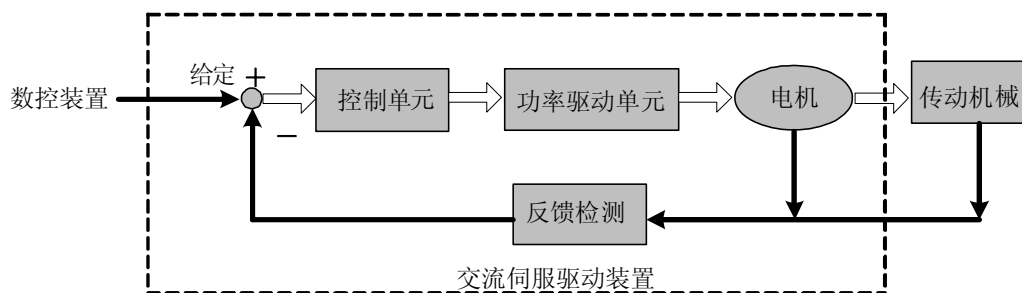 给定
+
数控装置
控制单元
功率驱动单元
电机
传动机械
−
反馈检测
交流伺服驱动装置